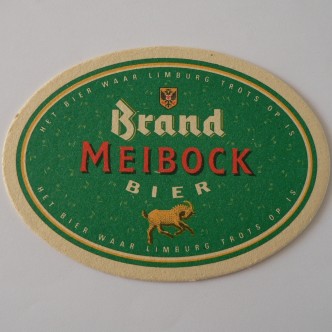 HET BIER WAAR LIMBURG TROTS OP IS
Brand
MEIBOCK
BIER
HET BIER WAAR LIMBURG TROTS OP IS